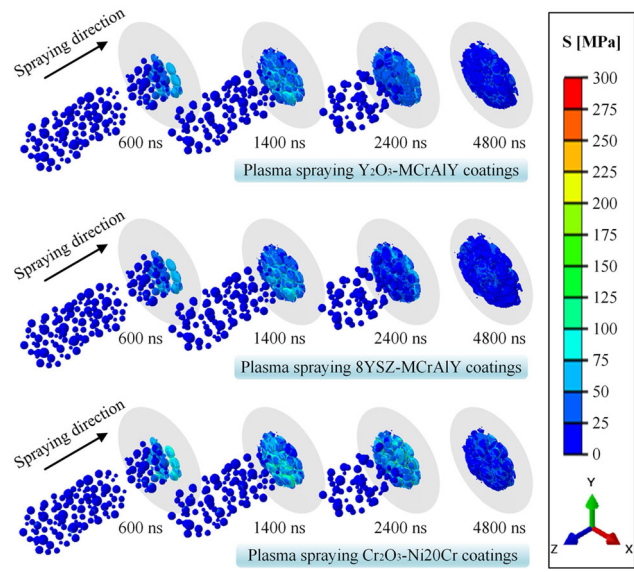 Spraying direction
600 ns
1400 ns
2400 ns
4800 ns
Plasma spraying Y₂O₃-MCrAlY coatings
Spraying direction
600 ns
1400 ns
2400 ns
4800 ns
Plasma spraying 8YSZ-MCrAlY coatings
Spraying direction
600 ns
1400 ns
2400 ns
4800 ns
Plasma spraying Cr₂O₃-Ni20Cr coatings
S [MPa]
300
275
250
225
200
175
150
125
100
75
50
25
0
Y
Z
X